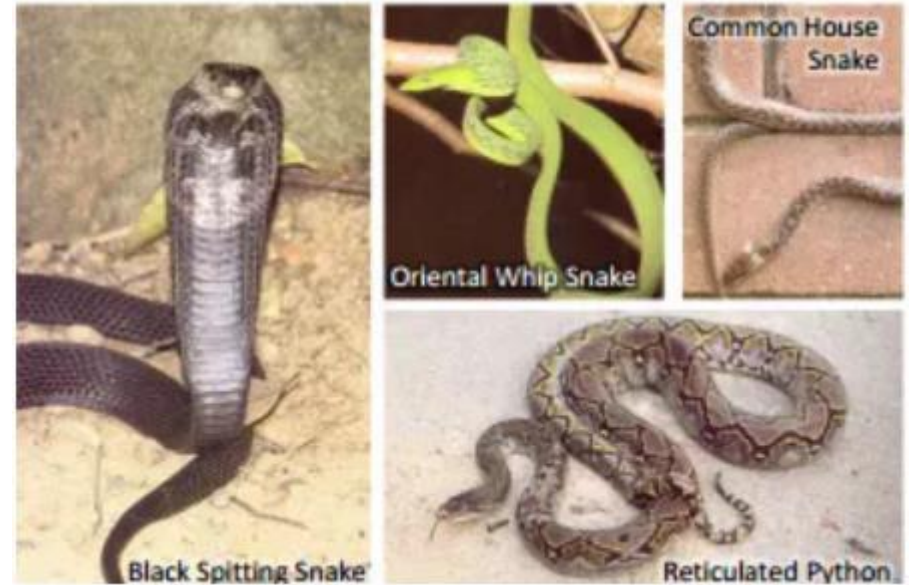 Common House
Snake
Oriental Whip Snake
Black Spitting Snake
Reticulated Python